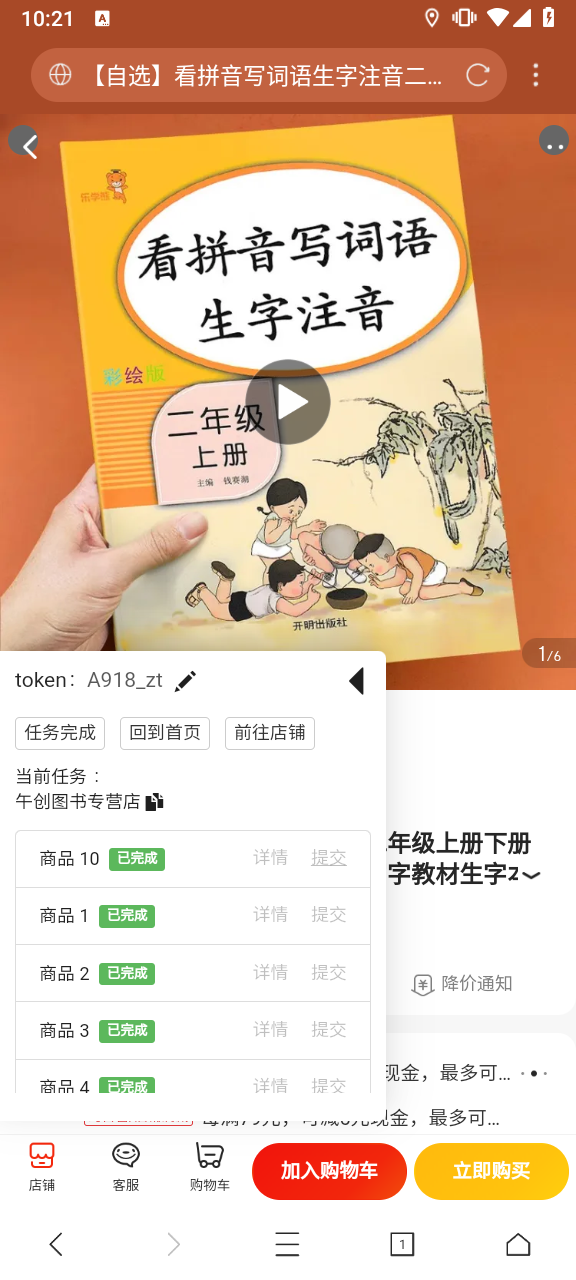 10:21
A
【自选】看拼音写词语生字注音二...
乐学熊
看拼音写词语
生字注音
彩绘版
二年级
上册
主编 钱赛湖
开明出版社
1/6
token： A918_zt
任务完成 回到首页 前往店铺
当前任务：
午创图书专营店
商品 10 已完成 详情 提交
商品 1 已完成 详情 提交
商品 2 已完成 详情 提交
商品 3 已完成 详情 提交
商品 4 已完成 详情 提交
年级上册下册
字教材生字
降价通知
现金，最多可...
每满79元，可减6元现金，最多可...
店铺 客服 购物车 加入购物车 立即购买
1